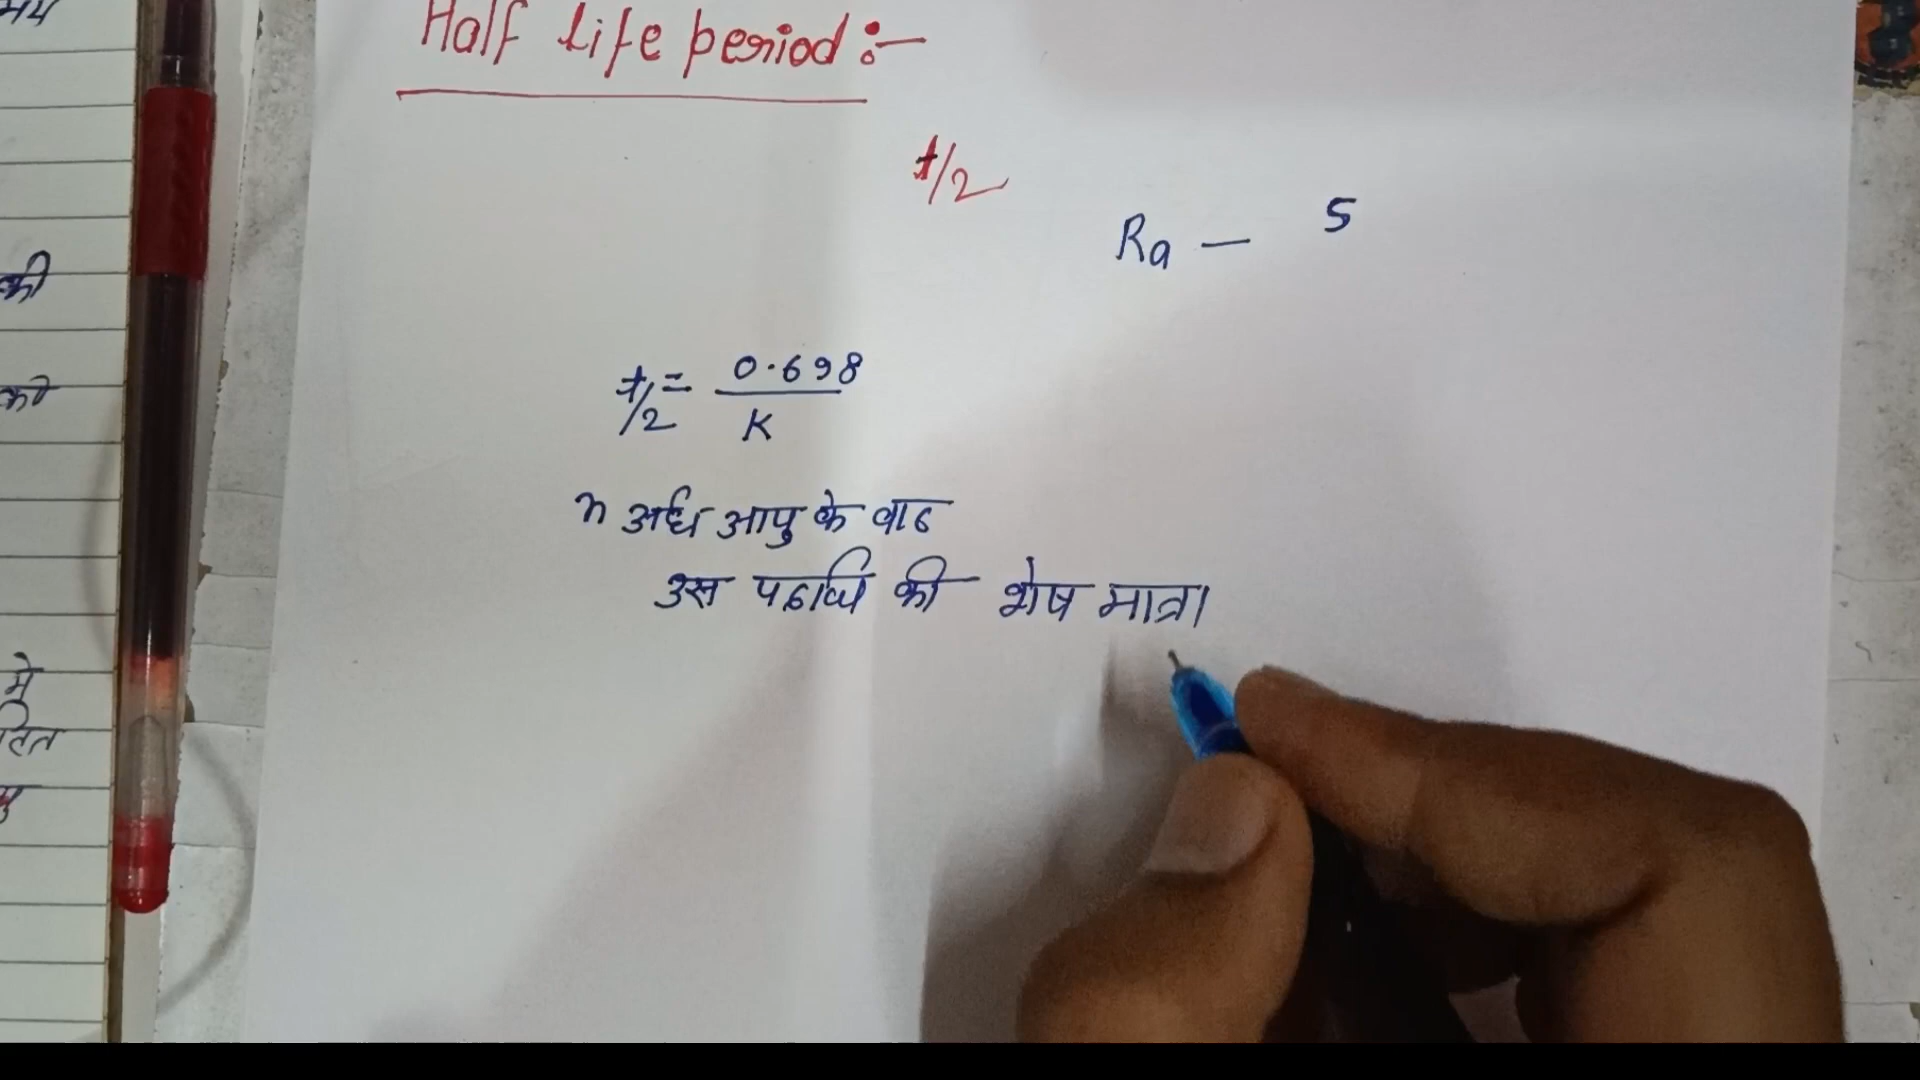 Half life period :-
t/2
Ra — 5
t/2 = 0.698
K
n अर्ध आयु के बाद
उस पदार्थ की शेष मात्रा
की
को
में